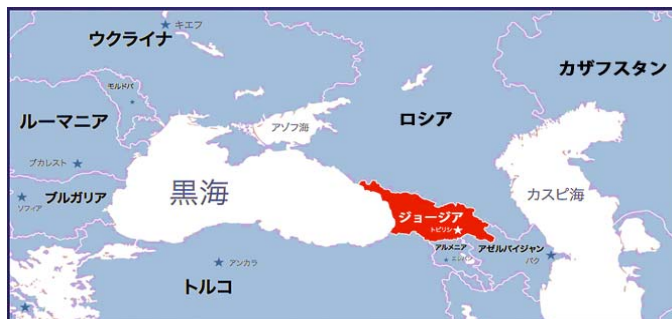 キエフ
ウクライナ
カザフスタン
モルドバ
ルーマニア
アゾフ海
ロシア
ブカレスト
黒海
カスピ海
ブルガリア
ソフィア
ジョージア
トビリシ
アルメニア
アゼルバイジャン
エレバン
バク
アンカラ
トルコ